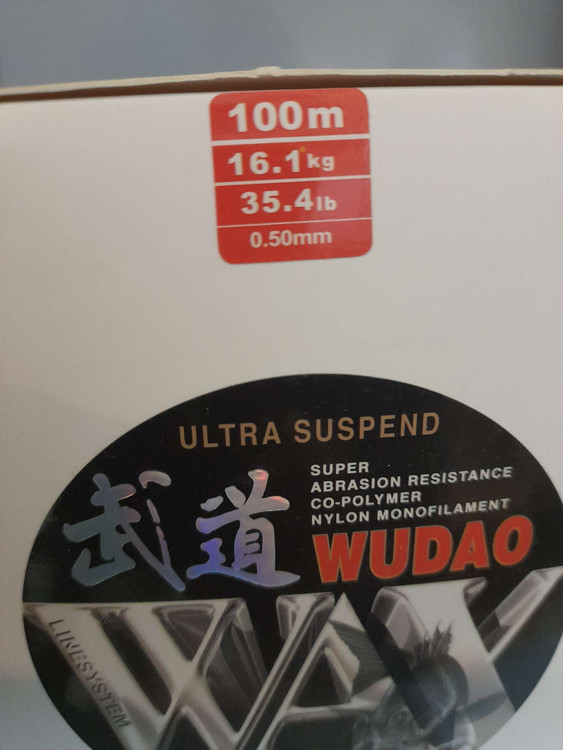 100m
16.1kg
35.4lb
0.50mm
ULTRA SUSPEND
武道
SUPER
ABRASION RESISTANCE
CO-POLYMER
NYLON MONOFILAMENT
WUDAO
LINESYSTEM
WAX